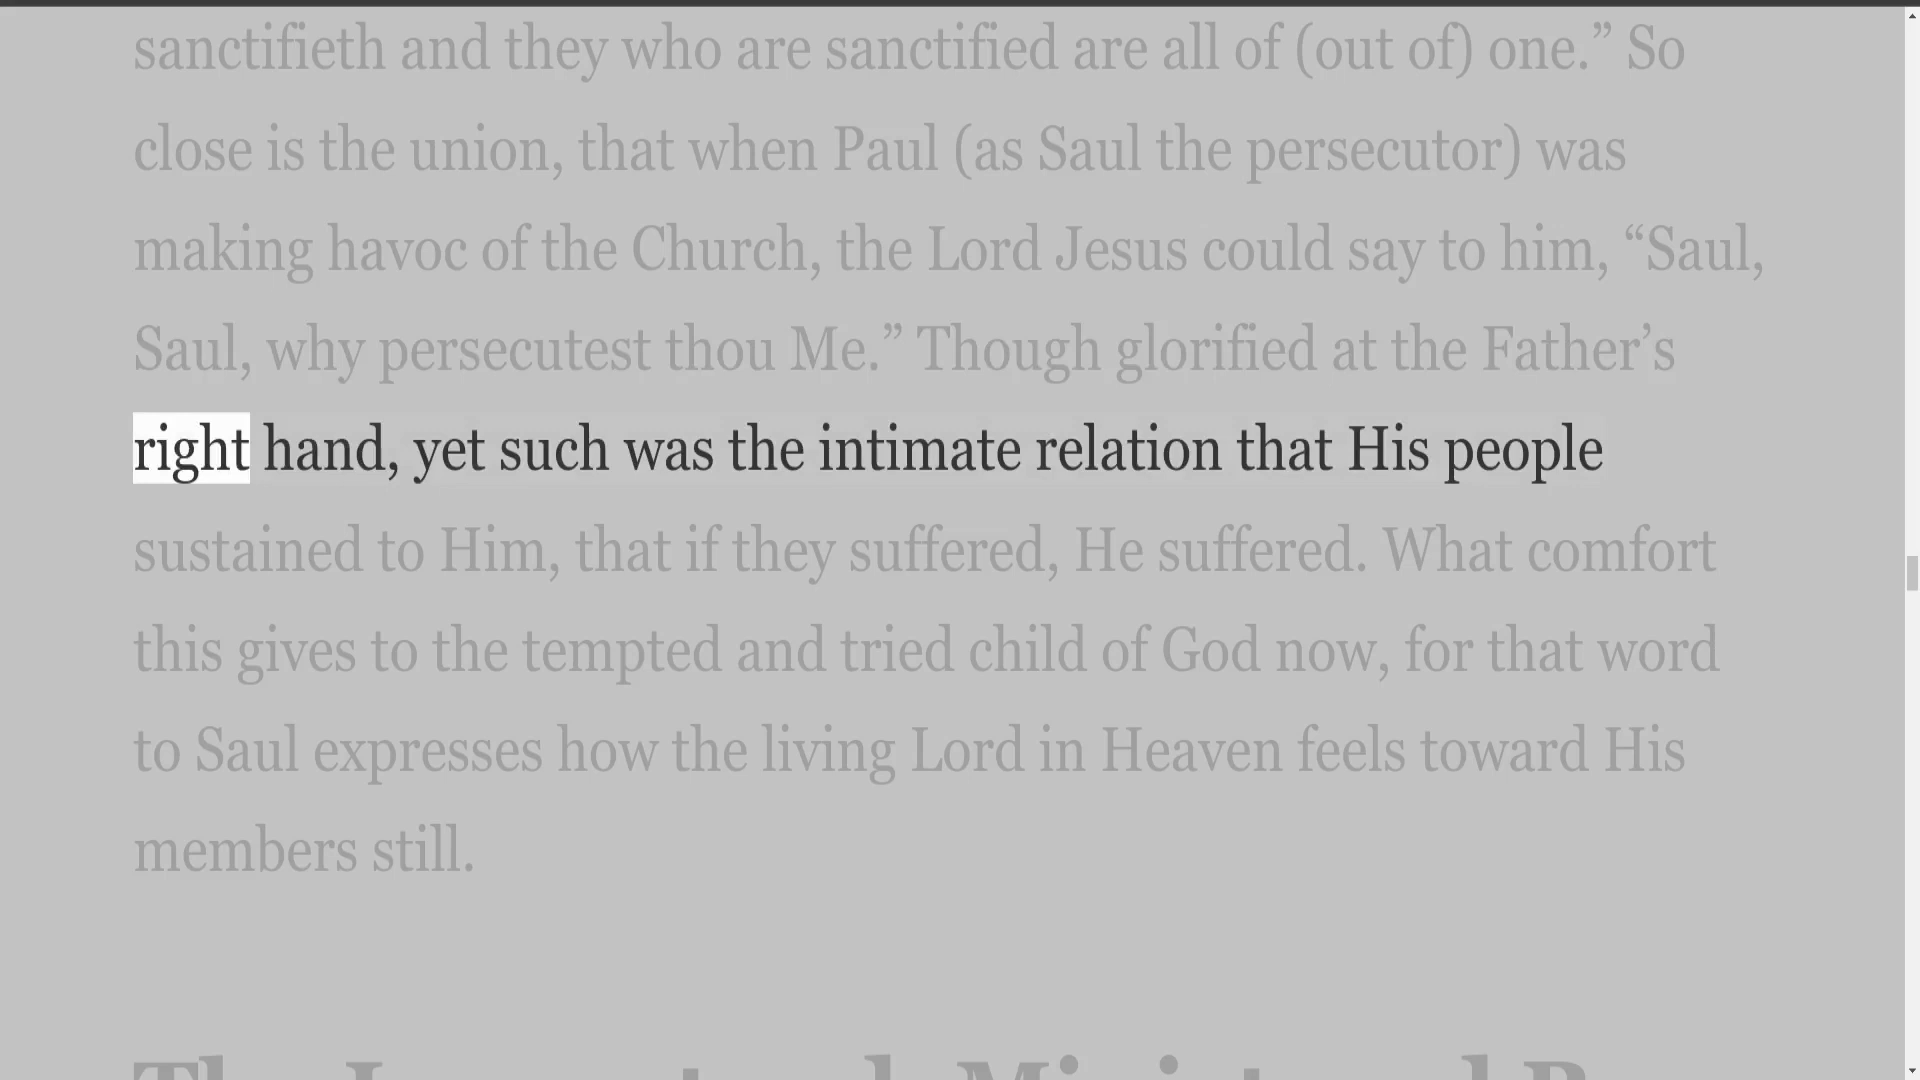 sanctifieth and they who are sanctified are all of (out of) one.” So
close is the union, that when Paul (as Saul the persecutor) was
making havoc of the Church, the Lord Jesus could say to him, “Saul,
Saul, why persecutest thou Me.” Though glorified at the Father’s
right hand, yet such was the intimate relation that His people
sustained to Him, that if they suffered, He suffered. What comfort
this gives to the tempted and tried child of God now, for that word
to Saul expresses how the living Lord in Heaven feels toward His
members still.